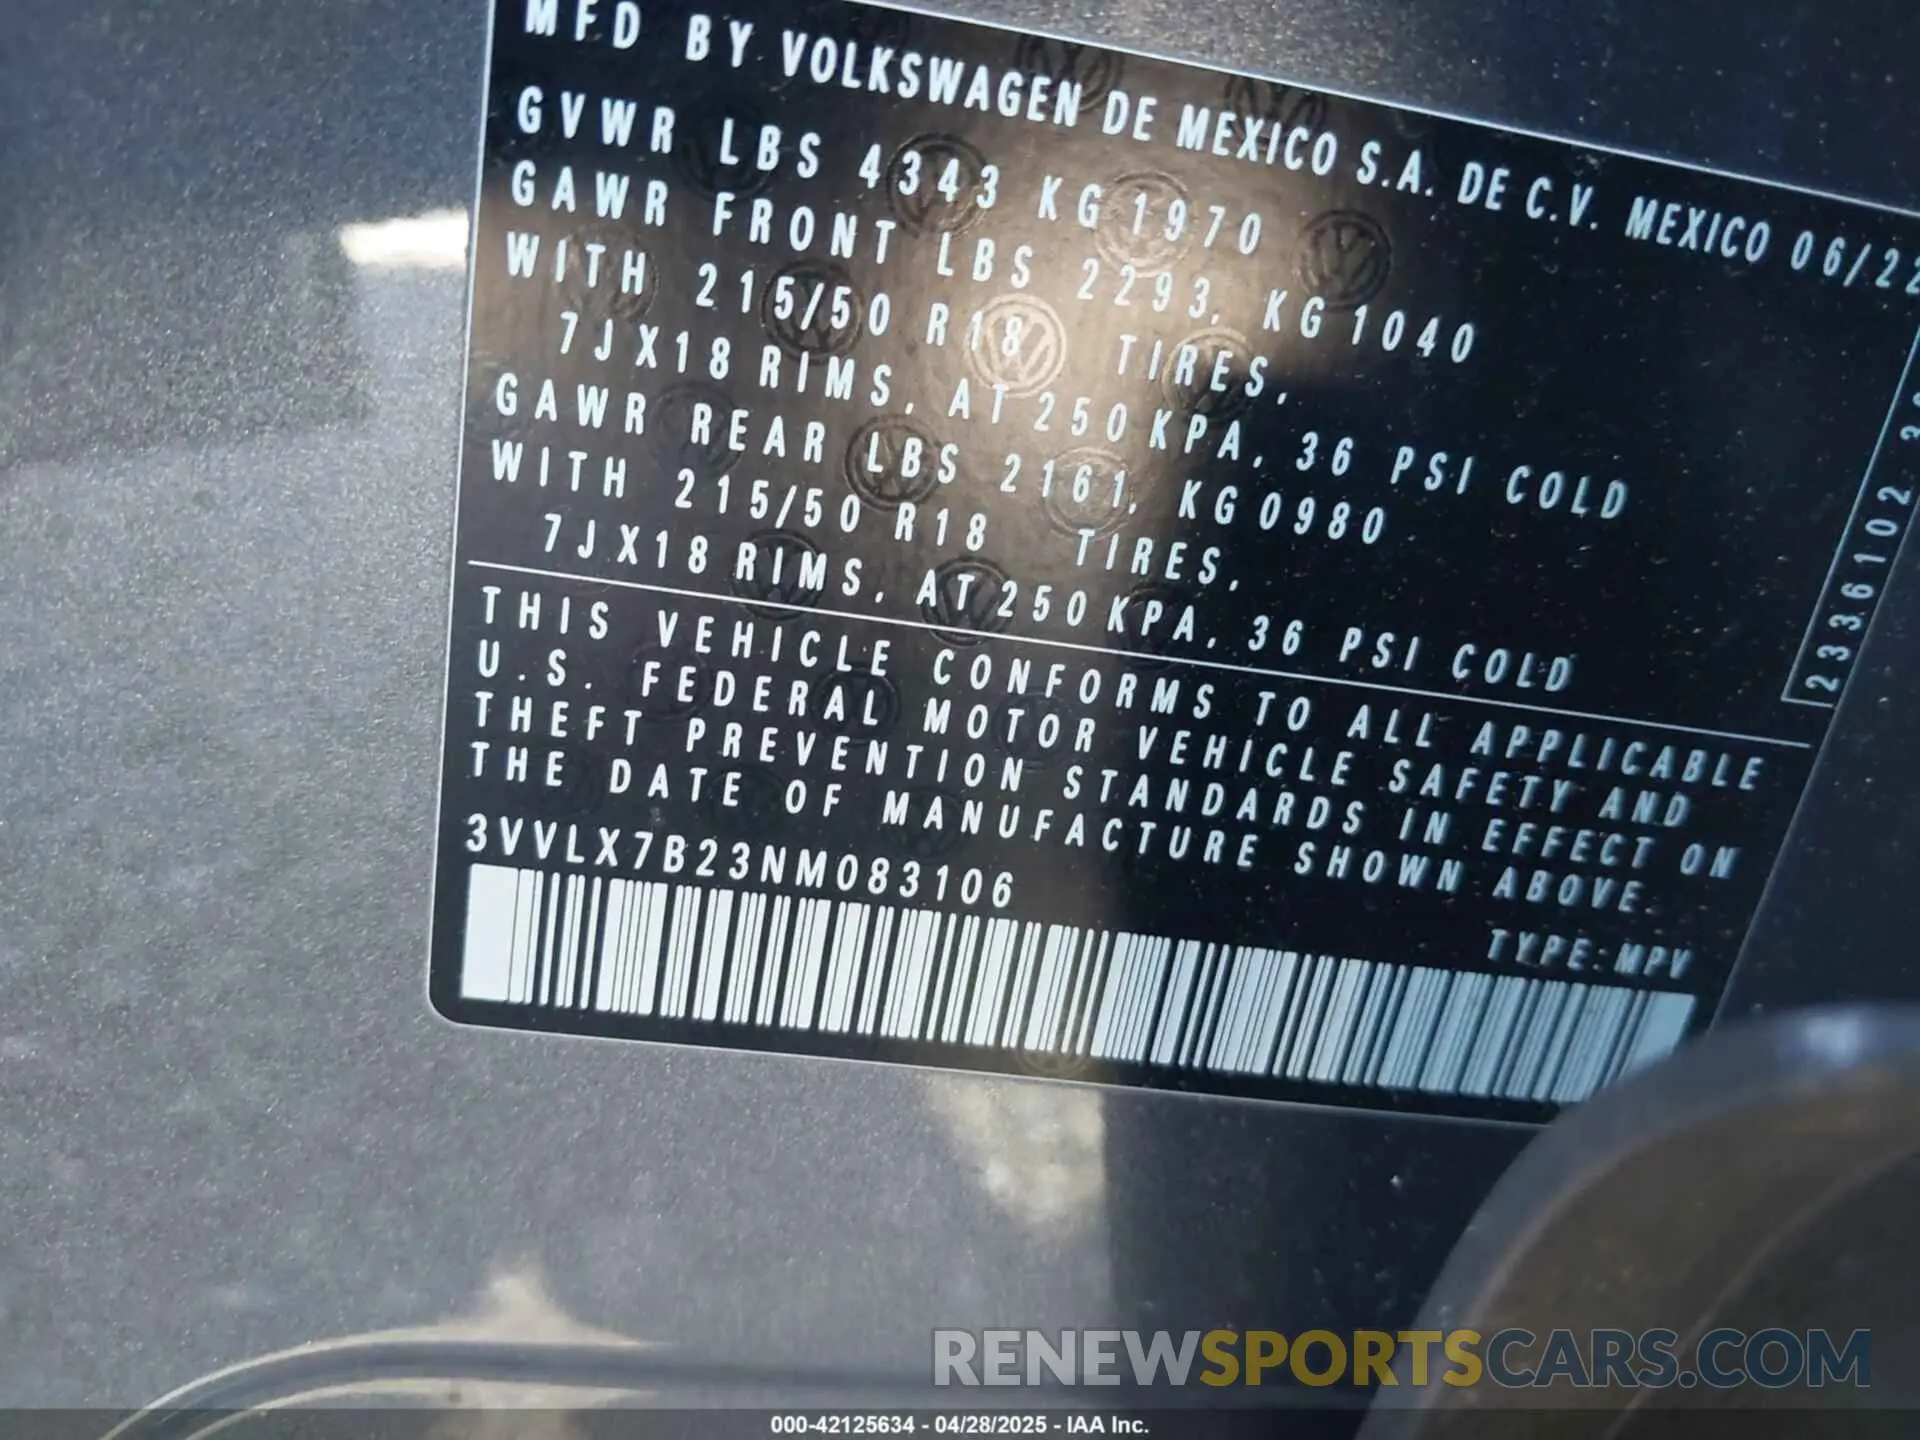 MFD BY VOLKSWAGEN DE MEXICO S.A. DE C.V. MEXICO 06/22
GVWR LBS 4343 KG 1970
GAWR FRONT LBS 2293, KG 1040
WITH 215/50 R18 TIRES,
7JX18 RIMS, AT 250 KPA, 36 PSI COLD
GAWR REAR LBS 2161, KG 0980
WITH 215/50 R18 TIRES,
7JX18 RIMS, AT 250 KPA, 36 PSI COLD
2336102
THIS VEHICLE CONFORMS TO ALL APPLICABLE
U.S. FEDERAL MOTOR VEHICLE SAFETY AND
THEFT PREVENTION STANDARDS IN EFFECT ON
THE DATE OF MANUFACTURE SHOWN ABOVE.
3VVLX7B23NM083106
TYPE: MPV
RENEWSPORTSCARS.COM
000-42125634 - 04/28/2025 - IAA Inc.